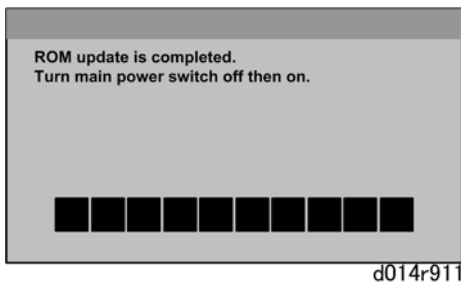 ROM update is completed.
Turn main power switch off then on.
d014r911